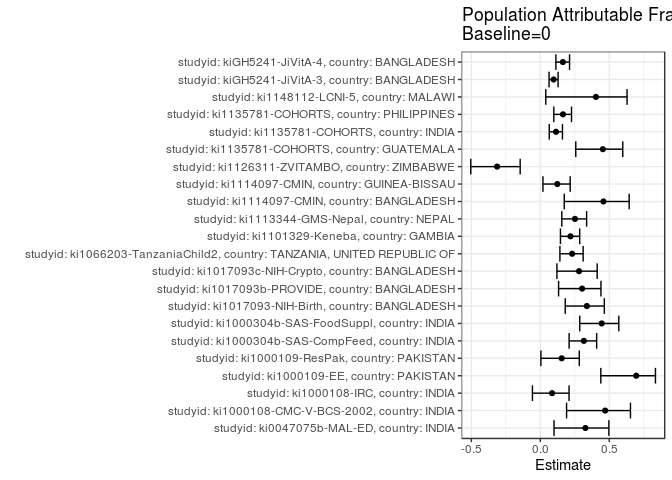 Population Attributable Fra
Baseline=0
studyid: kiGH5241-JiVitA-4, country: BANGLADESH
studyid: kiGH5241-JiVitA-3, country: BANGLADESH
studyid: ki1148112-LCNI-5, country: MALAWI
studyid: ki1135781-COHORTS, country: PHILIPPINES
studyid: ki1135781-COHORTS, country: INDIA
studyid: ki1135781-COHORTS, country: GUATEMALA
studyid: ki1126311-ZVITAMBO, country: ZIMBABWE
studyid: ki1114097-CMIN, country: GUINEA-BISSAU
studyid: ki1114097-CMIN, country: BANGLADESH
studyid: ki1113344-GMS-Nepal, country: NEPAL
studyid: ki1101329-Keneba, country: GAMBIA
studyid: ki1066203-TanzaniaChild2, country: TANZANIA, UNITED REPUBLIC OF
studyid: ki1017093c-NIH-Crypto, country: BANGLADESH
studyid: ki1017093b-PROVIDE, country: BANGLADESH
studyid: ki1017093-NIH-Birth, country: BANGLADESH
studyid: ki1000304b-SAS-FoodSuppl, country: INDIA
studyid: ki1000304b-SAS-CompFeed, country: INDIA
studyid: ki1000109-ResPak, country: PAKISTAN
studyid: ki1000109-EE, country: PAKISTAN
studyid: ki1000108-IRC, country: INDIA
studyid: ki1000108-CMC-V-BCS-2002, country: INDIA
studyid: ki0047075b-MAL-ED, country: INDIA
-0.5 0.0 0.5
Estimate